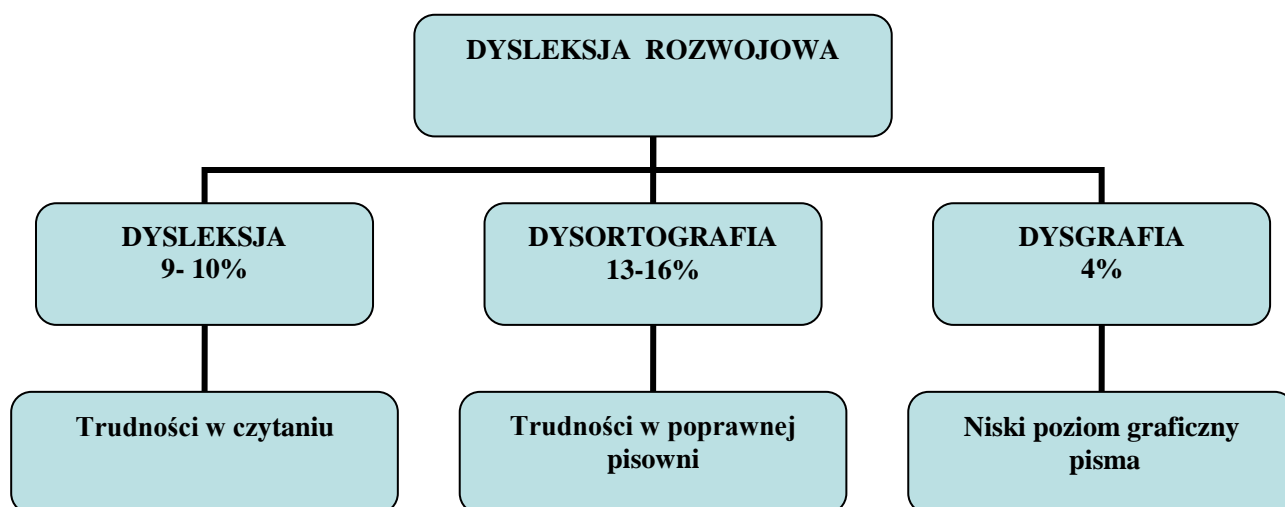 DYSLEKSJA ROZWOJOWA
DYSLEKSJA
9- 10%
DYSORTOGRAFIA
13-16%
DYSGRAFIA
4%
Trudności w czytaniu
Trudności w poprawnej
pisowni
Niski poziom graficzny
pisma